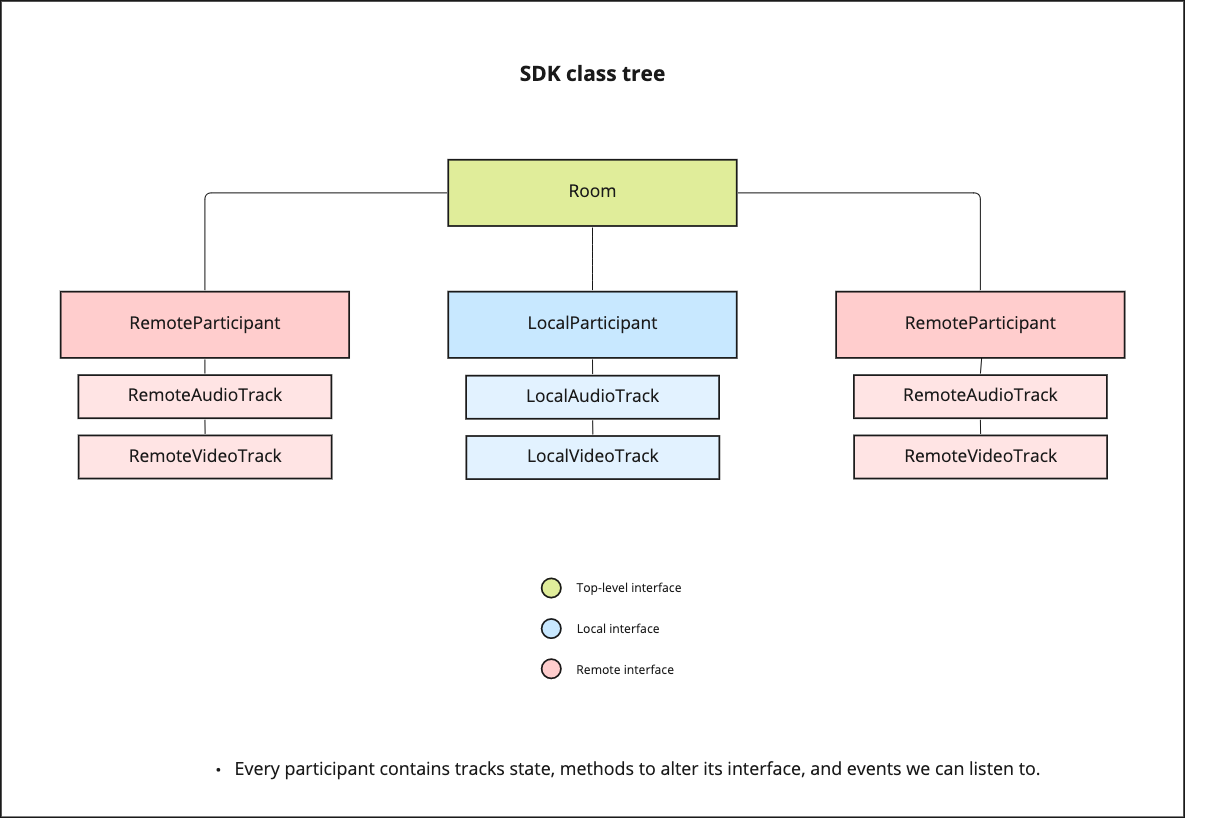 SDK class tree
Room
RemoteParticipant
LocalParticipant
RemoteParticipant
RemoteAudioTrack
LocalAudioTrack
RemoteAudioTrack
RemoteVideoTrack
LocalVideoTrack
RemoteVideoTrack
Top-level interface
Local interface
Remote interface
• Every participant contains tracks state, methods to alter its interface, and events we can listen to.